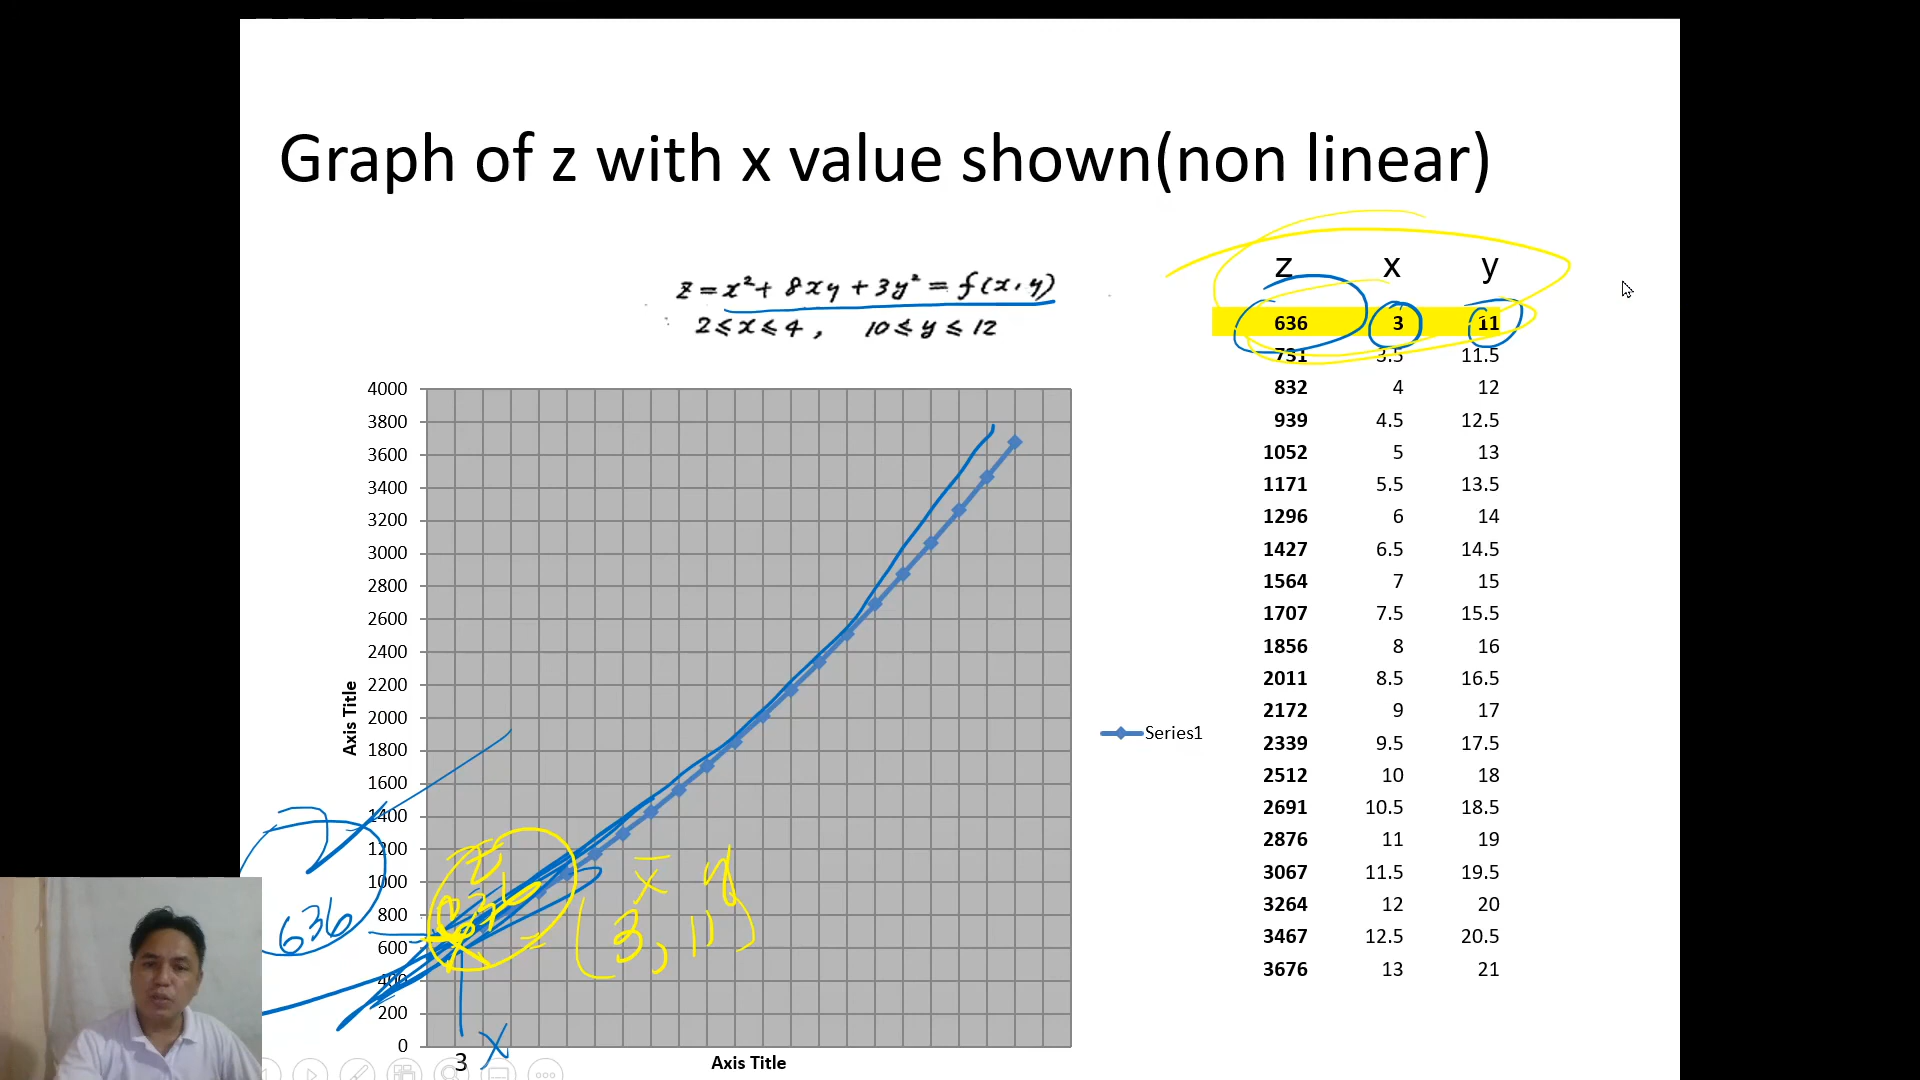 Graph of z with x value shown(non linear)
z = x² + 8xy + 3y² = f(x,y)
2 ≤ x ≤ 4 , 10 ≤ y ≤ 12
z x y
636 3 11
731 3.5 11.5
832 4 12
939 4.5 12.5
1052 5 13
1171 5.5 13.5
1296 6 14
1427 6.5 14.5
1564 7 15
1707 7.5 15.5
1856 8 16
2011 8.5 16.5
2172 9 17
2339 9.5 17.5
2512 10 18
2691 10.5 18.5
2876 11 19
3067 11.5 19.5
3264 12 20
3467 12.5 20.5
3676 13 21
4000
3800
3600
3400
3200
3000
2800
2600
2400
2200
2000
1800
1600
1400
1200
1000
800
600
400
200
0
Axis Title
Series1
z
636
z
636 = (3, 11)
x y
3 x
Axis Title